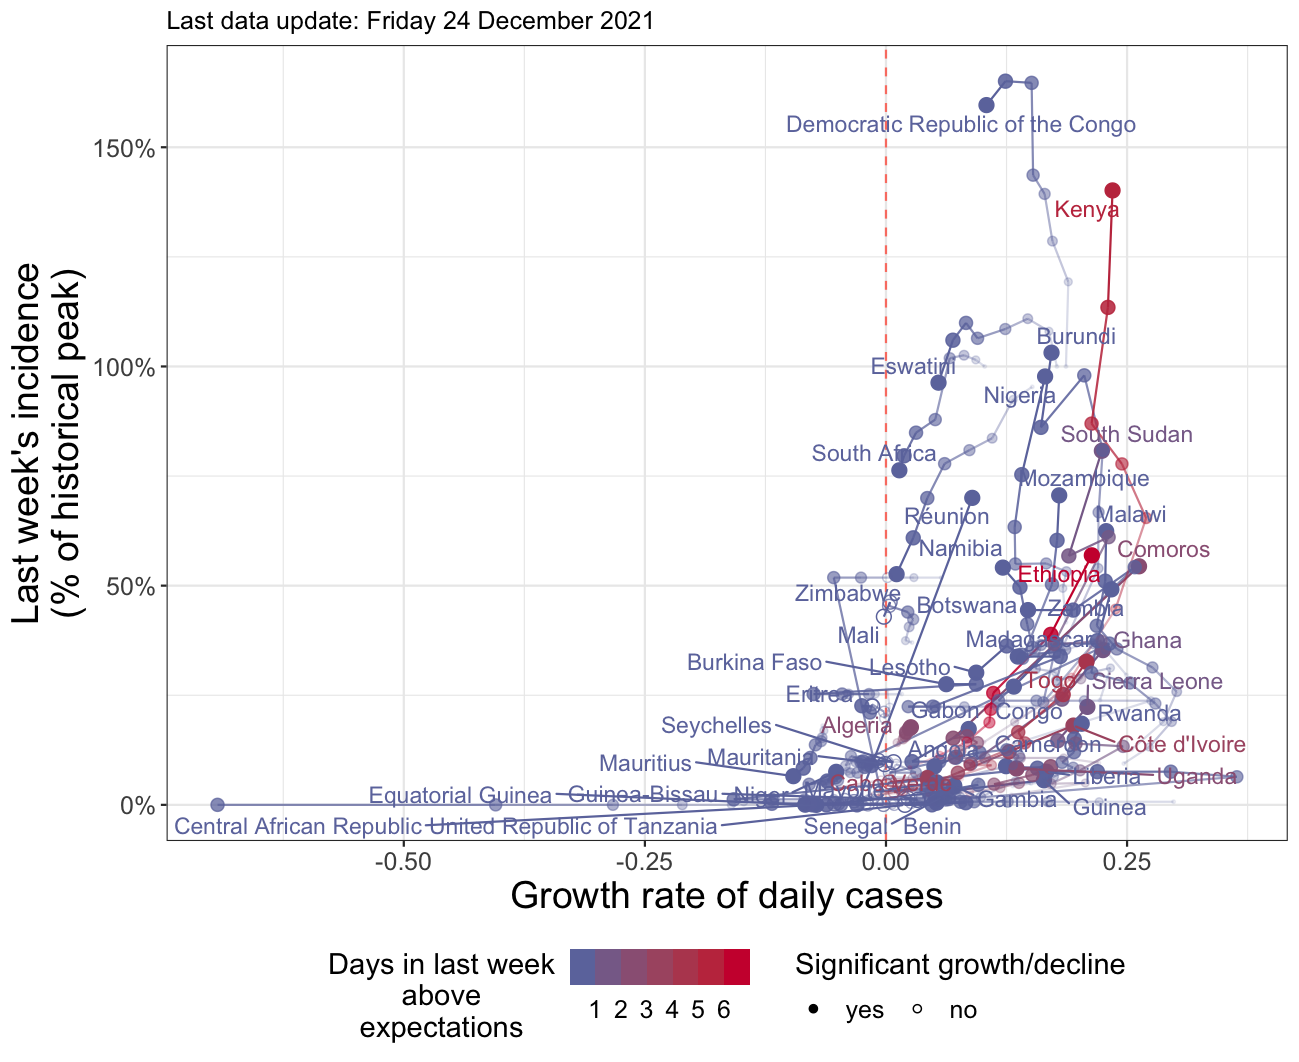 Last data update: Friday 24 December 2021
Last week's incidence
(% of historical peak)
150%
100%
50%
0%
Democratic Republic of the Congo
Kenya
Burundi
Eswatini
Nigeria
South Sudan
South Africa
Mozambique
Réunion
Malawi
Namibia
Comoros
Ethiopia
Zimbabwe
Botswana
Zambia
Mali
Madagascar
Ghana
Burkina Faso
Lesotho
Eritrea
Togo
Sierra Leone
Gabon
Congo
Rwanda
Seychelles
Algeria
Mauritius
Mauritania
Angola
Cameroon
Côte d'Ivoire
Cabo Verde
Liberia
Uganda
Equatorial Guinea
Guinea-Bissau
Niger
Mayotte
Gambia
Guinea
Central African Republic
United Republic of Tanzania
Senegal
Benin
-0.50
-0.25
0.00
0.25
Growth rate of daily cases
Days in last week
above
expectations
1 2 3 4 5 6
Significant growth/decline
yes
no